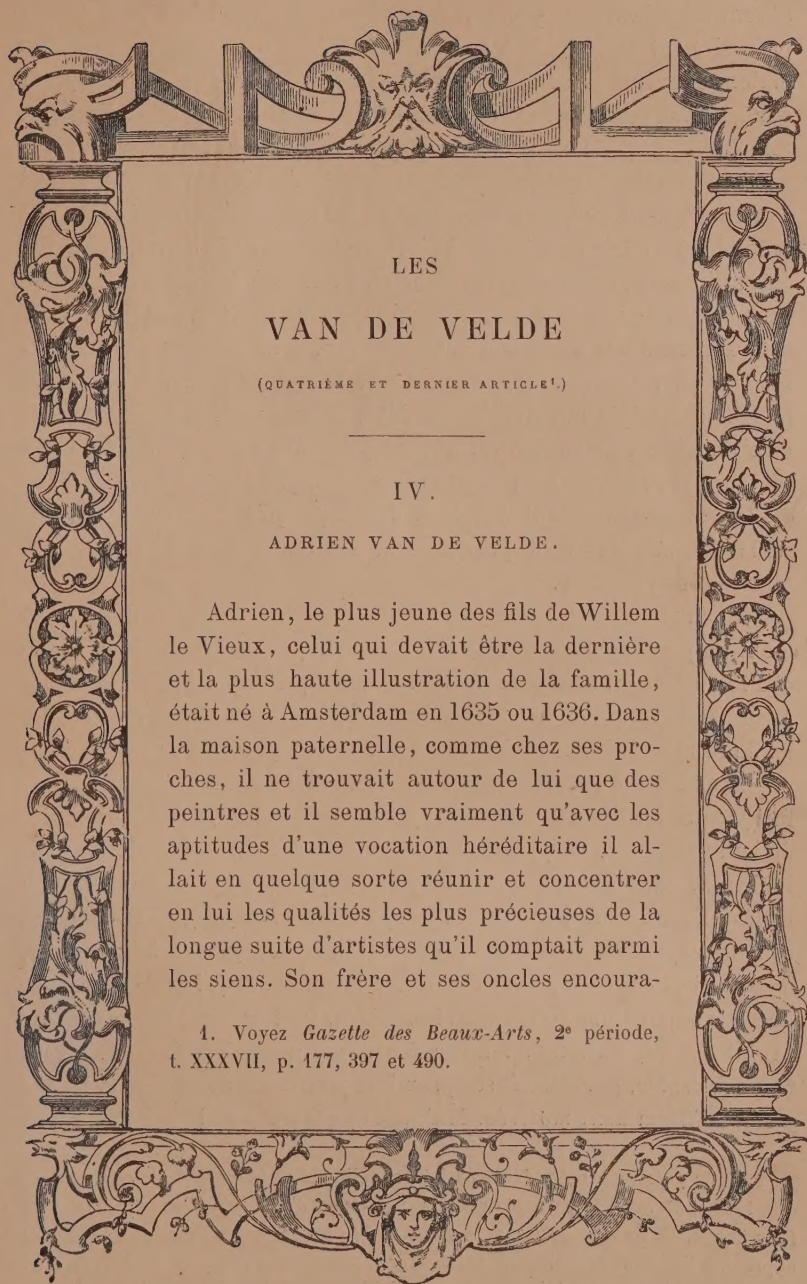 LES
VAN DE VELDE
(QUATRIÈME ET DERNIER ARTICLE¹.)
IV.
ADRIEN VAN DE VELDE.
Adrien, le plus jeune des fils de Willem
le Vieux, celui qui devait être la dernière
et la plus haute illustration de la famille,
était né à Amsterdam en 1635 ou 1636. Dans
la maison paternelle, comme chez ses pro-
ches, il ne trouvait autour de lui que des
peintres et il semble vraiment qu'avec les
aptitudes d'une vocation héréditaire il al-
lait en quelque sorte réunir et concentrer
en lui les qualités les plus précieuses de la
longue suite d'artistes qu'il comptait parmi
les siens. Son frère et ses oncles encoura-
1. Voyez Gazette des Beaux-Arts, 2e période,
t. XXXVII, p. 177, 397 et 490.